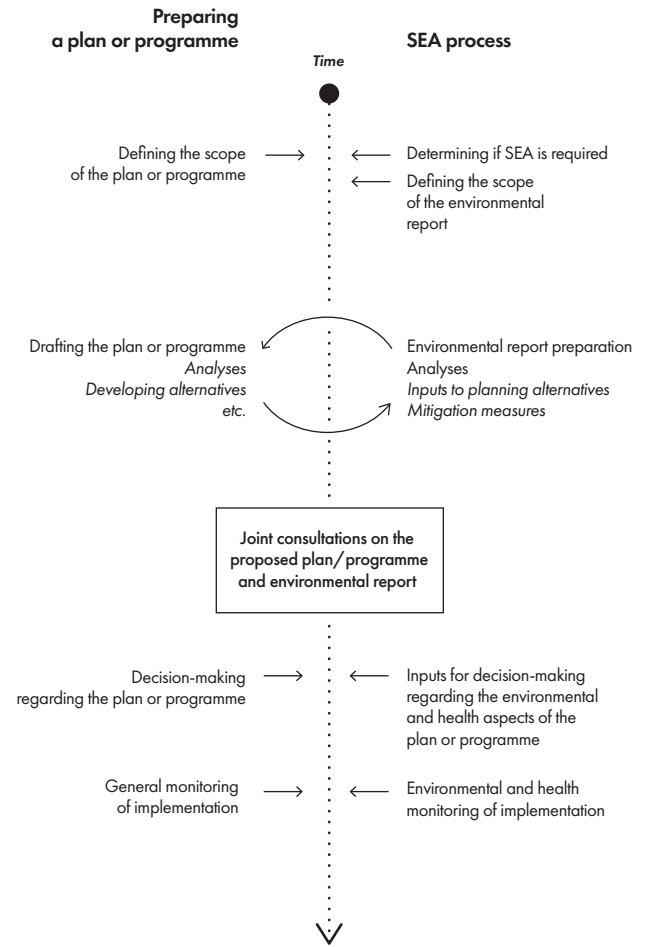 Preparing
a plan or programme
SEA process
Time
Defining the scope
of the plan or programme
Determining if SEA is required
Defining the scope
of the environmental
report
Drafting the plan or programme
Analyses
Developing alternatives
etc.
Environmental report preparation
Analyses
Inputs to planning alternatives
Mitigation measures
Joint consultations on the
proposed plan/programme
and environmental report
Decision-making
regarding the plan or programme
Inputs for decision-making
regarding the environmental
and health aspects of the
plan or programme
General monitoring
of implementation
Environmental and health
monitoring of implementation